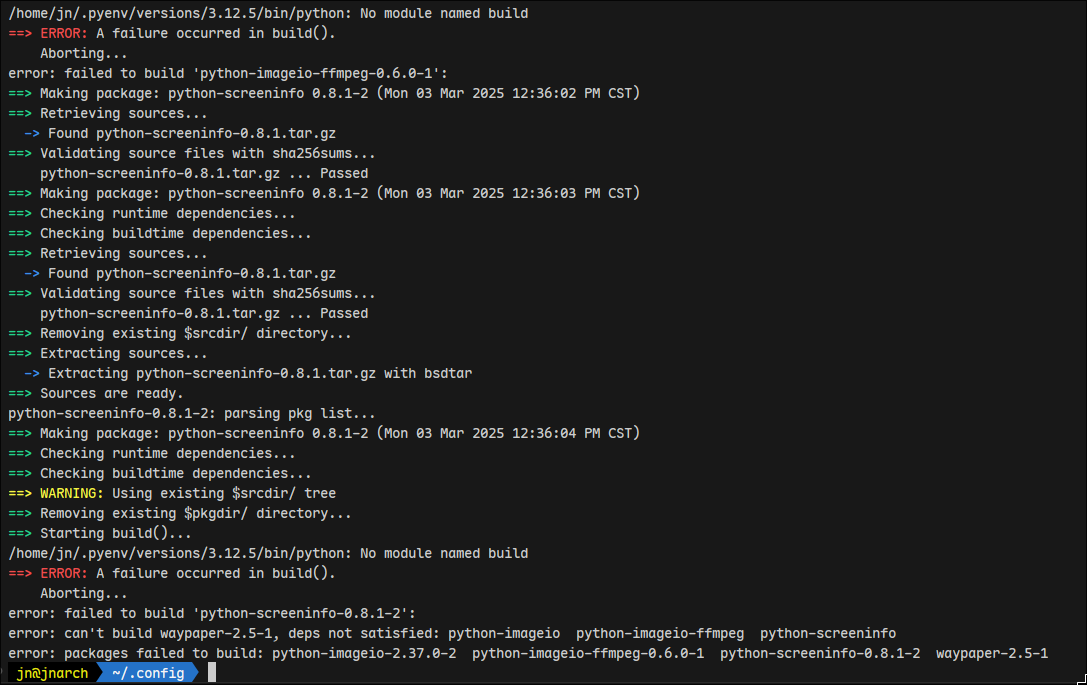 /home/jn/.pyenv/versions/3.12.5/bin/python: No module named build
==> ERROR: A failure occurred in build().
    Aborting...
error: failed to build 'python-imageio-ffmpeg-0.6.0-1':
==> Making package: python-screeninfo 0.8.1-2 (Mon 03 Mar 2025 12:36:02 PM CST)
==> Retrieving sources...
  -> Found python-screeninfo-0.8.1.tar.gz
==> Validating source files with sha256sums...
    python-screeninfo-0.8.1.tar.gz ... Passed
==> Making package: python-screeninfo 0.8.1-2 (Mon 03 Mar 2025 12:36:03 PM CST)
==> Checking runtime dependencies...
==> Checking buildtime dependencies...
==> Retrieving sources...
  -> Found python-screeninfo-0.8.1.tar.gz
==> Validating source files with sha256sums...
    python-screeninfo-0.8.1.tar.gz ... Passed
==> Removing existing $srcdir/ directory...
==> Extracting sources...
  -> Extracting python-screeninfo-0.8.1.tar.gz with bsdtar
==> Sources are ready.
python-screeninfo-0.8.1-2: parsing pkg list...
==> Making package: python-screeninfo 0.8.1-2 (Mon 03 Mar 2025 12:36:04 PM CST)
==> Checking runtime dependencies...
==> Checking buildtime dependencies...
==> WARNING: Using existing $srcdir/ tree
==> Removing existing $pkgdir/ directory...
==> Starting build()...
/home/jn/.pyenv/versions/3.12.5/bin/python: No module named build
==> ERROR: A failure occurred in build().
    Aborting...
error: failed to build 'python-screeninfo-0.8.1-2':
error: can't build waypaper-2.5-1, deps not satisfied: python-imageio  python-imageio-ffmpeg  python-screeninfo
error: packages failed to build: python-imageio-2.37.0-2  python-imageio-ffmpeg-0.6.0-1  python-screeninfo-0.8.1-2  waypaper-2.5-1
jn@jnarch ~/.config